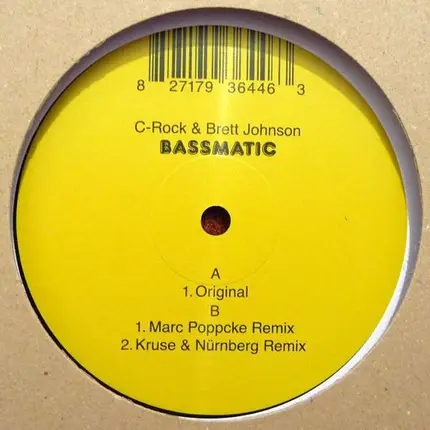 8 27179 36446 3
C-Rock & Brett Johnson
BASSMATIC
A
1. Original
B
1. Marc Poppcke Remix
2. Kruse & Nürnberg Remix